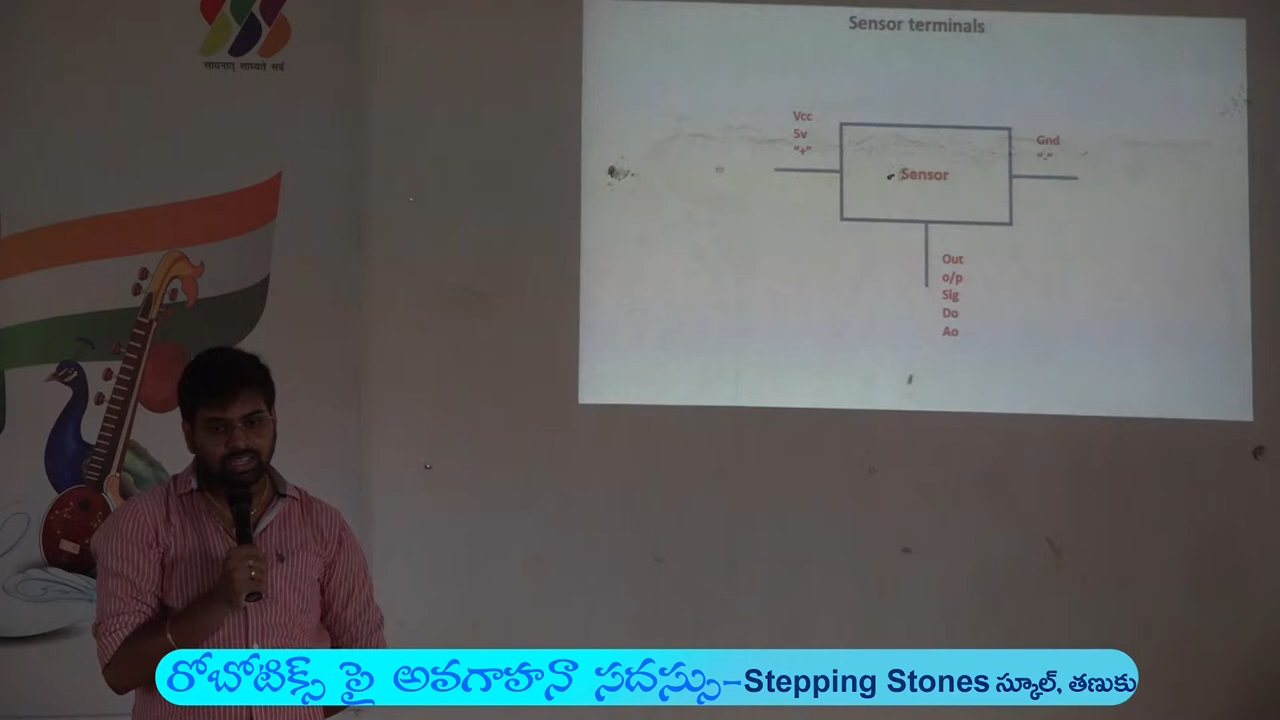 साधनात् साध्यते सर्व
Sensor terminals
Vcc
5v
"+"
Gnd
"-"
Sensor
Out
o/p
Sig
Do
Ao
రోబోటిక్స్ పై అవగాహనా సదస్సు-Stepping Stones స్కూల్, తణుకు